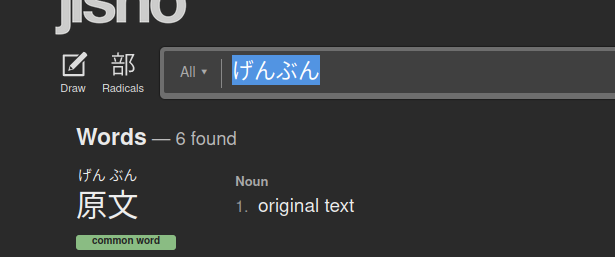 jisho
部
Draw
Radicals
All ▾
げんぶん
Words — 6 found
げん ぶん
原文
Noun
1. original text
common word